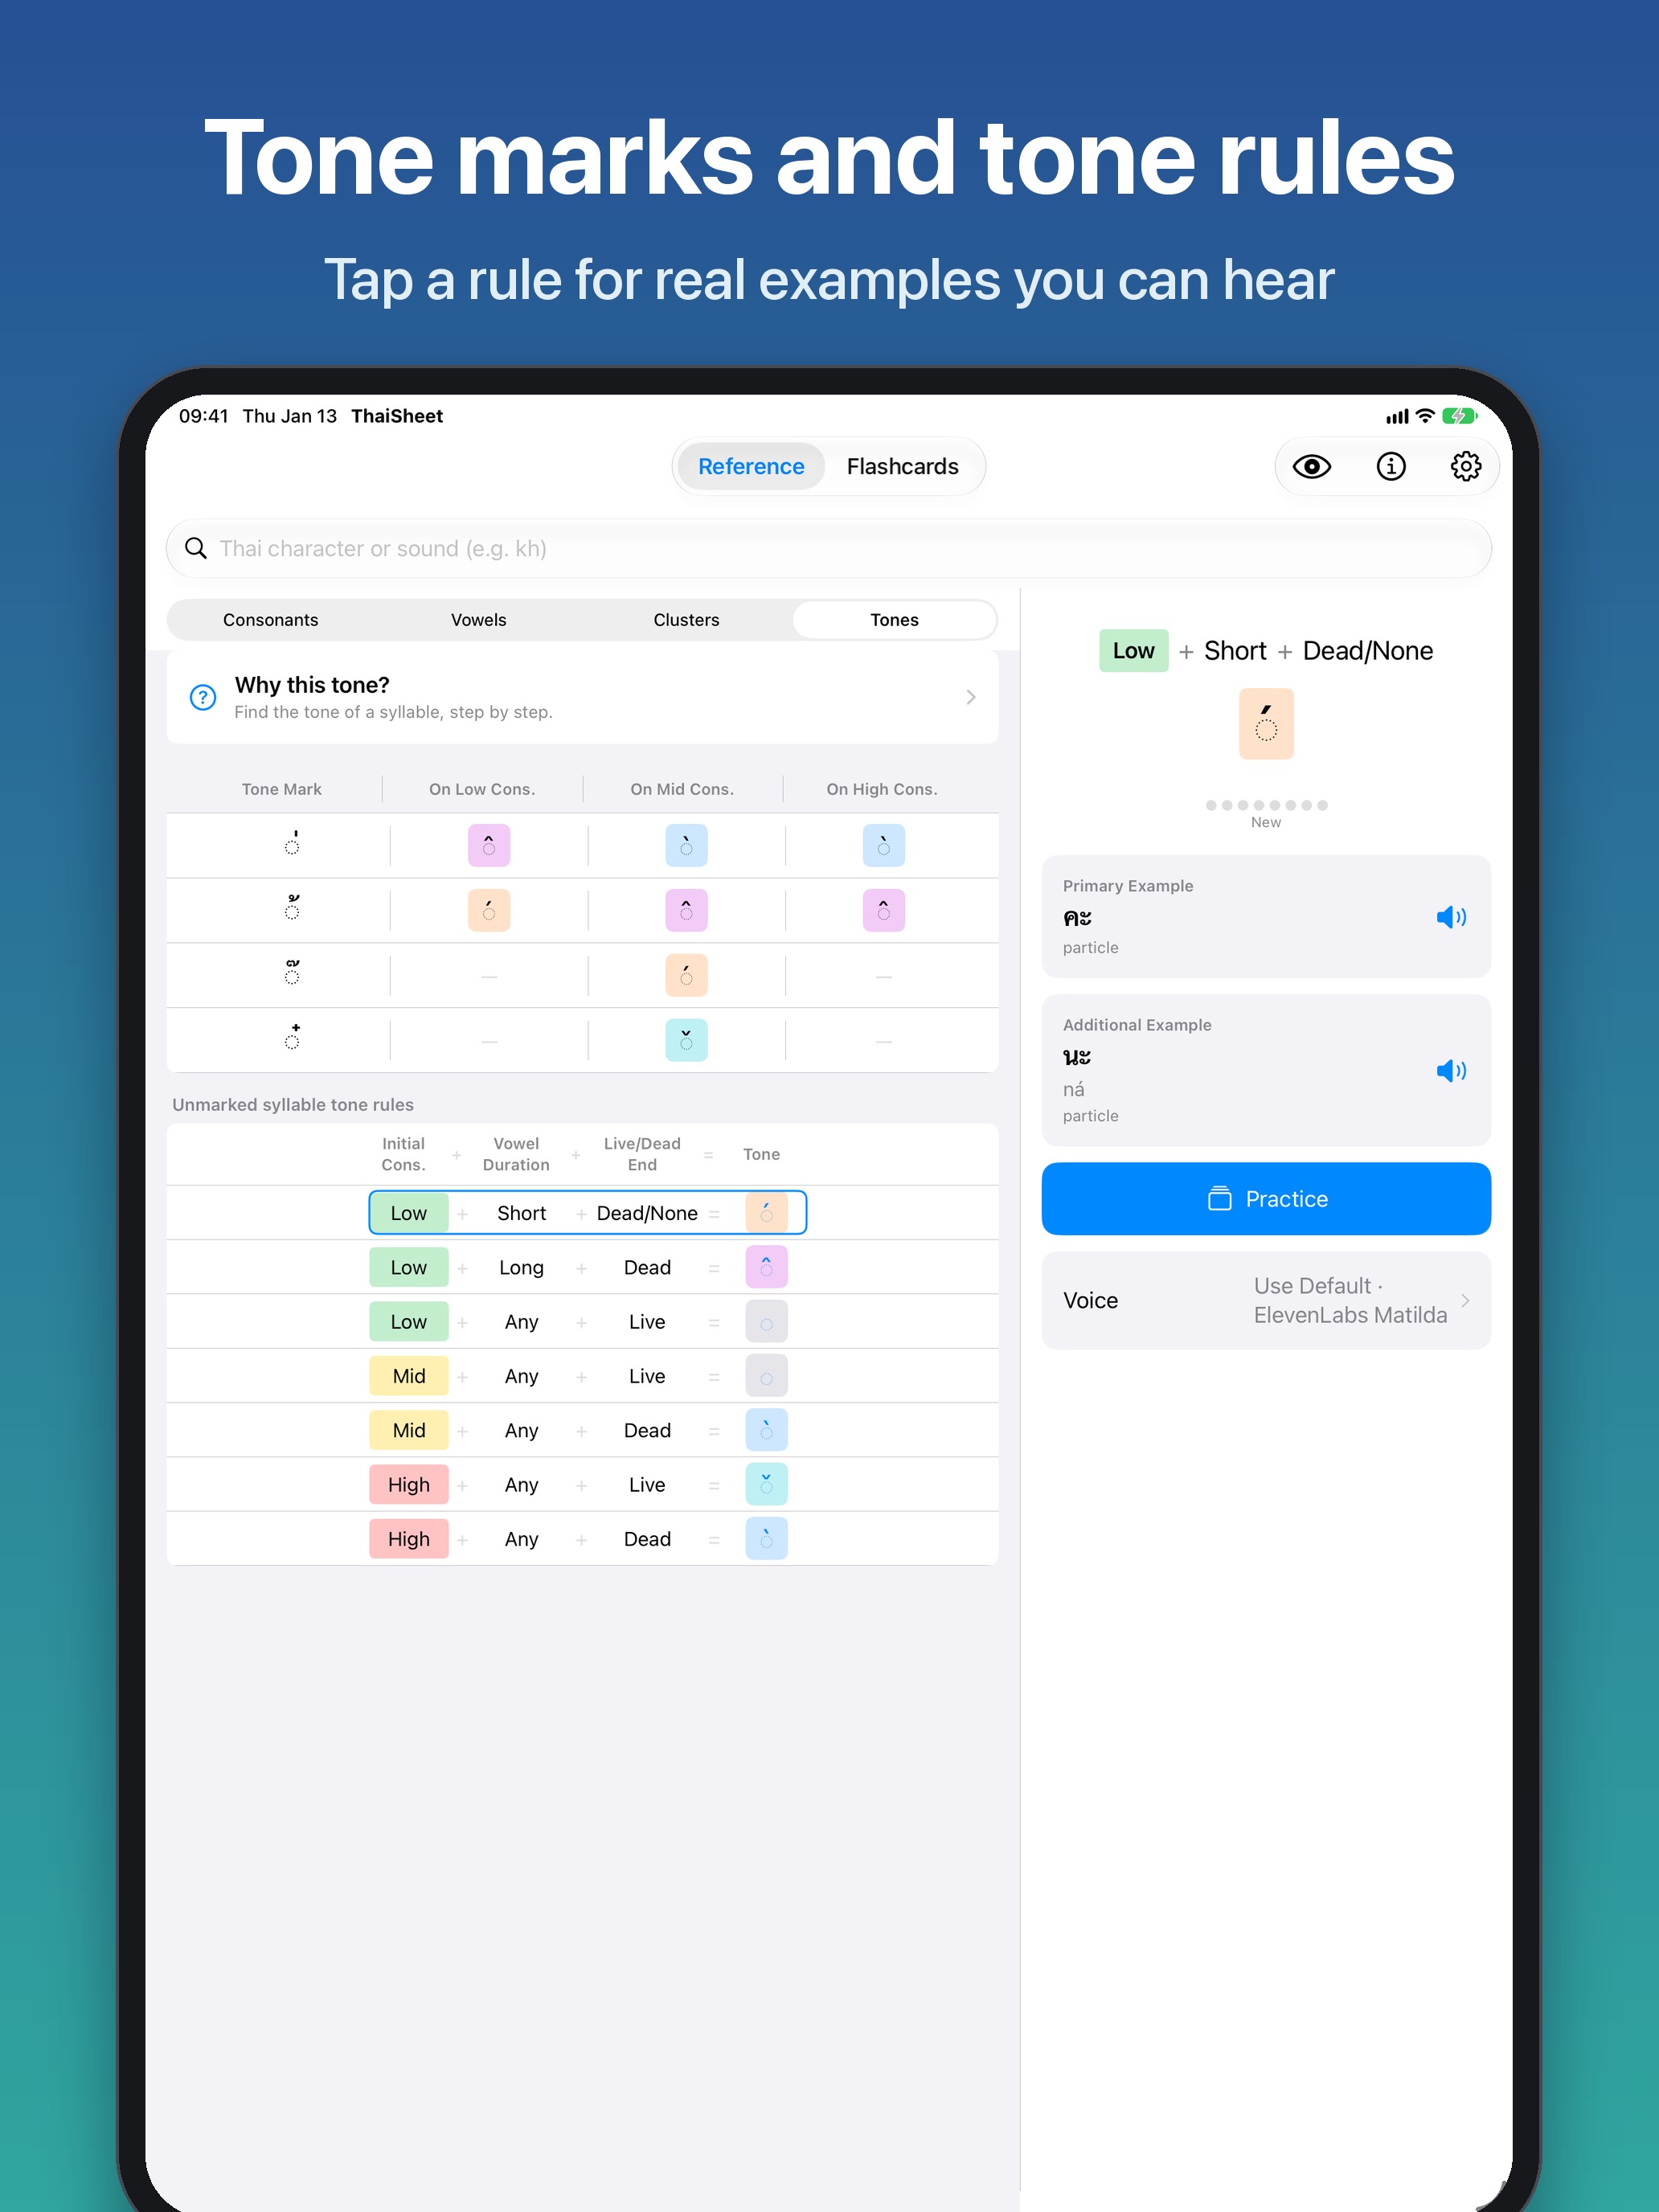 Tone marks and tone rules
Tap a rule for real examples you can hear
09:41 Thu Jan 13 ThaiSheet
Reference Flashcards
Thai character or sound (e.g. kh)
Consonants Vowels Clusters Tones
Why this tone?
Find the tone of a syllable, step by step.
Tone Mark On Low Cons. On Mid Cons. On High Cons.
◌่ ◌̂ ◌̀ ◌̀
◌้ ◌́ ◌̂ ◌̂
◌๊ — ◌́ —
◌๋ — ◌̌ —
Unmarked syllable tone rules
Initial Cons. + Vowel Duration + Live/Dead End = Tone
Low + Short + Dead/None = ◌́
Low + Long + Dead = ◌̂
Low + Any + Live = ◌
Mid + Any + Live = ◌
Mid + Any + Dead = ◌̀
High + Any + Live = ◌̌
High + Any + Dead = ◌̀
Low + Short + Dead/None
◌́
New
Primary Example
คะ
particle
Additional Example
นะ
ná
particle
Practice
Voice
Use Default ·
ElevenLabs Matilda